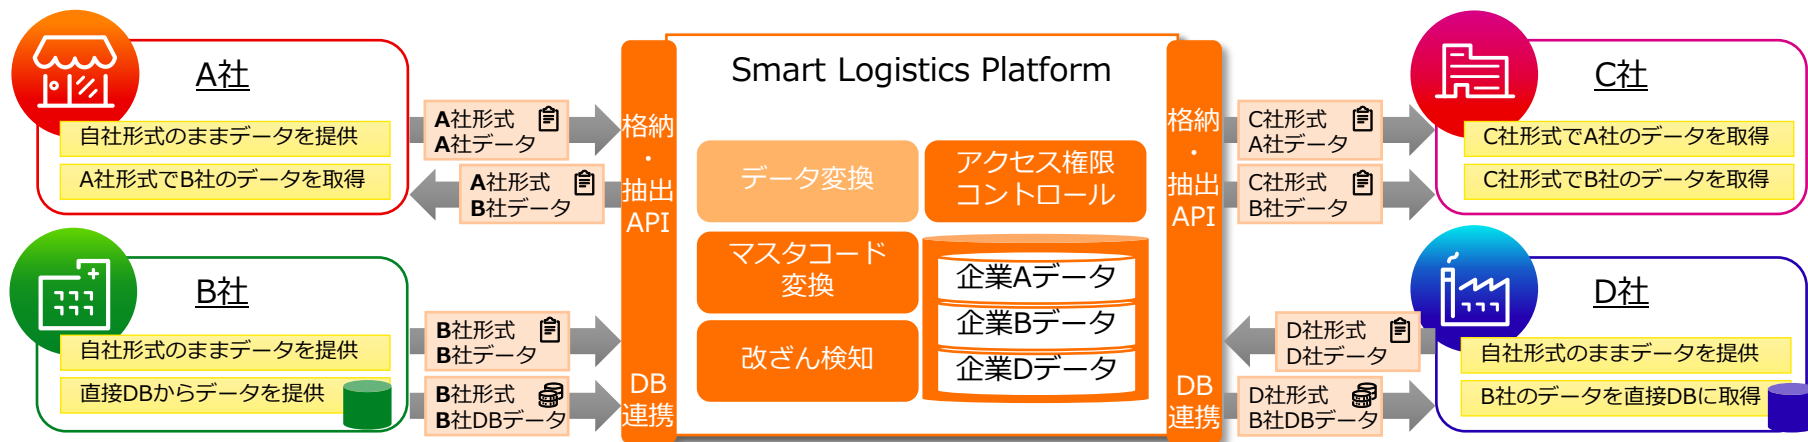 A社
自社形式のままデータを提供
A社形式でB社のデータを取得
B社
自社形式のままデータを提供
直接DBからデータを提供
A社形式
A社データ
A社形式
B社データ
B社形式
B社データ
B社形式
B社DBデータ
格納
・
抽出
API
DB
連携
Smart Logistics Platform
データ変換
アクセス権限
コントロール
マスタコード
変換
改ざん検知
企業Aデータ
企業Bデータ
企業Dデータ
格納
・
抽出
API
DB
連携
C社形式
A社データ
C社形式
B社データ
D社形式
D社データ
D社形式
B社DBデータ
C社
C社形式でA社のデータを取得
C社形式でB社のデータを取得
D社
自社形式のままデータを提供
B社のデータを直接DBに取得